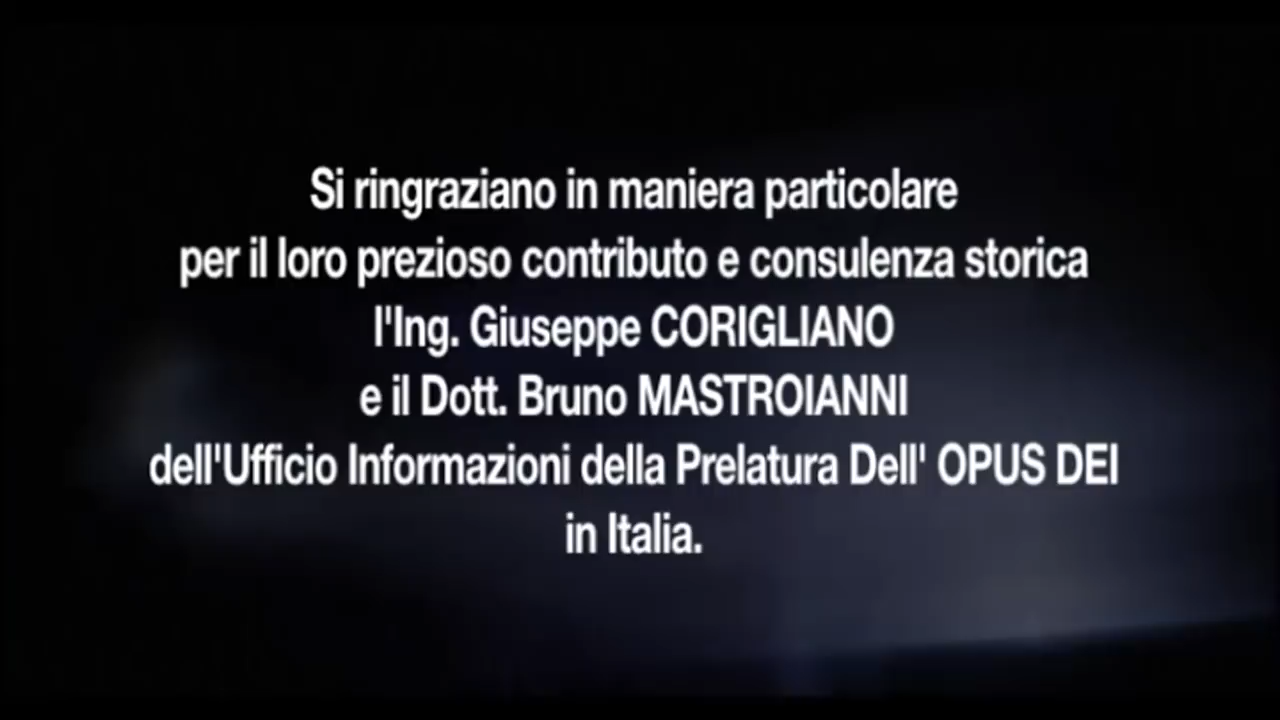 Si ringraziano in maniera particolare
per il loro prezioso contributo e consulenza storica
l'Ing. Giuseppe CORIGLIANO
e il Dott. Bruno MASTROIANNI
dell'Ufficio Informazioni della Prelatura Dell' OPUS DEI
in Italia.